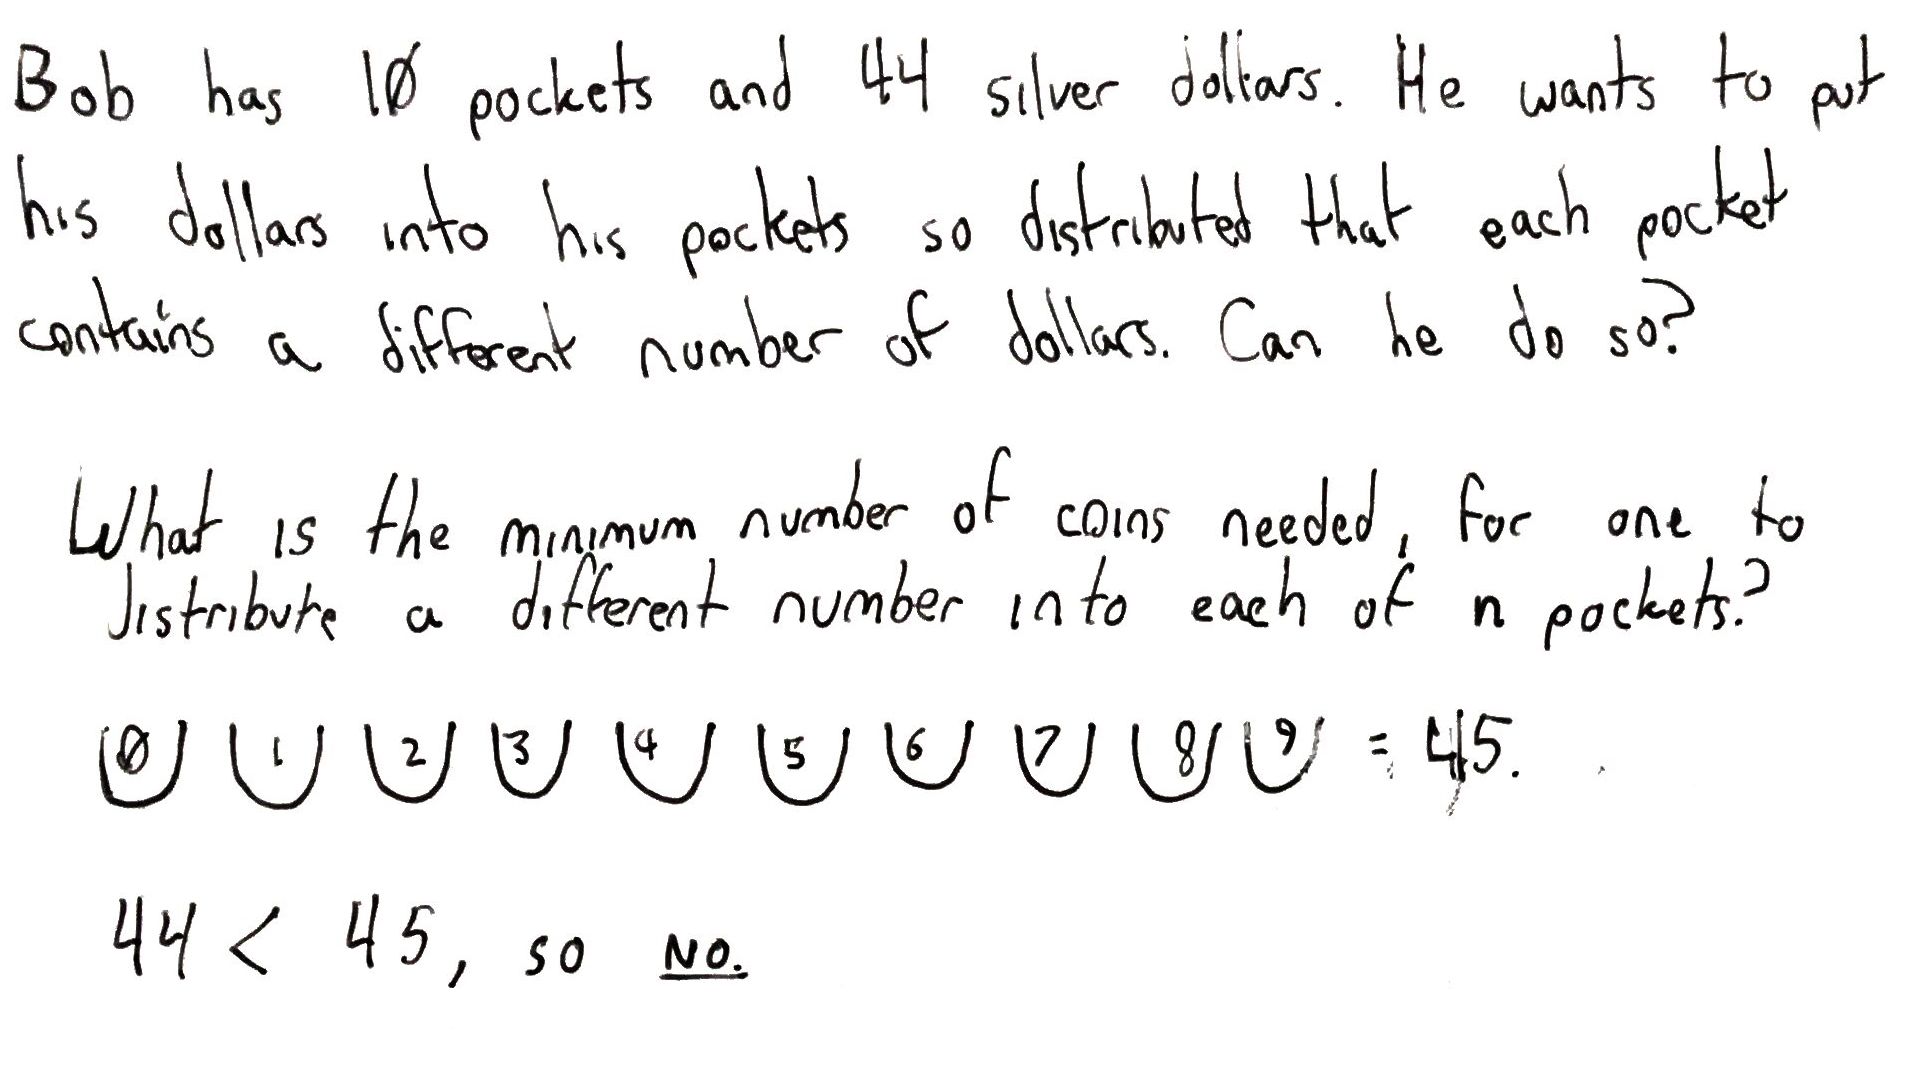 Bob has 10 pockets and 44 silver dollars. He wants to put
his dollars into his pockets so distributed that each pocket
contains a different number of dollars. Can he do so?
What is the minimum number of coins needed, for one to
distribute a different number into each of n pockets?
0 1 2 3 4 5 6 7 8 9 = 45.
44 < 45, so NO.